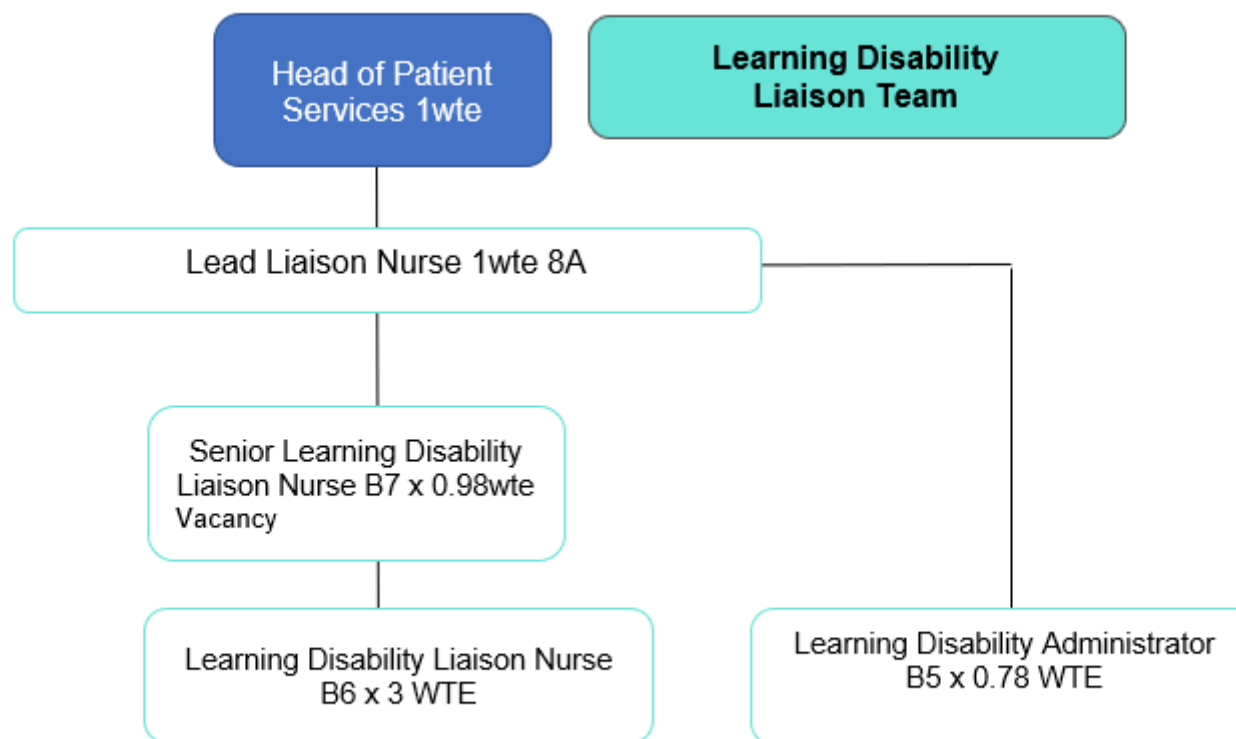 Head of Patient
Services 1wte
Learning Disability
Liaison Team
Lead Liaison Nurse 1wte 8A
Senior Learning Disability
Liaison Nurse B7 x 0.98wte
Vacancy
Learning Disability Liaison Nurse
B6 x 3 WTE
Learning Disability Administrator
B5 x 0.78 WTE